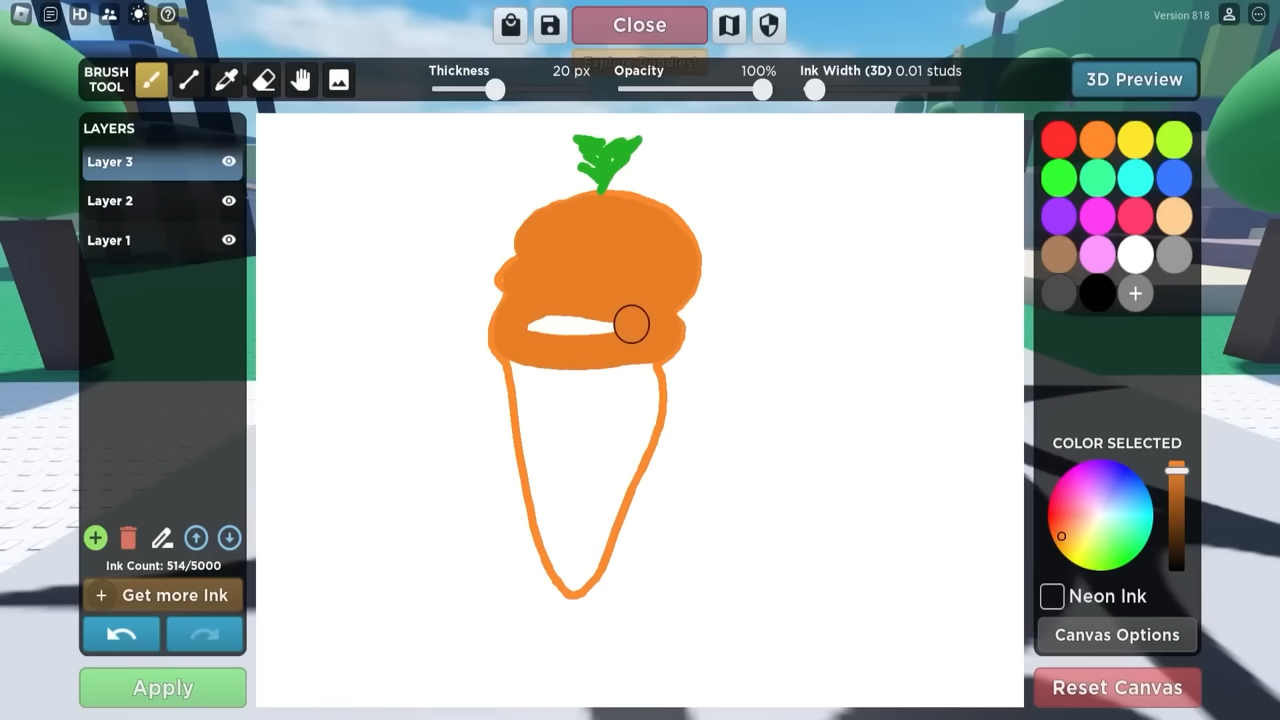 HD
Version 818
Close
BRUSH
TOOL
Thickness 20 px
Opacity 100%
Ink Width (3D) 0.01 studs
3D Preview
LAYERS
Layer 3
Layer 2
Layer 1
Ink Count: 514/5000
+ Get more Ink
Apply
+
COLOR SELECTED
Neon Ink
Canvas Options
Reset Canvas